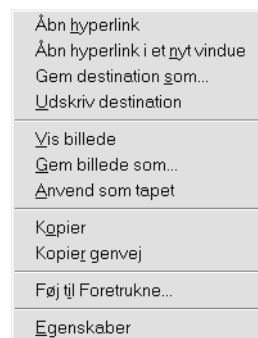 Åbn hyperlink
Åbn hyperlink i et nyt vindue
Gem destination som...
Udskriv destination
Vis billede
Gem billede som...
Anvend som tapet
Kopier
Kopier genvej
Føj til Foretrukne...
Egenskaber